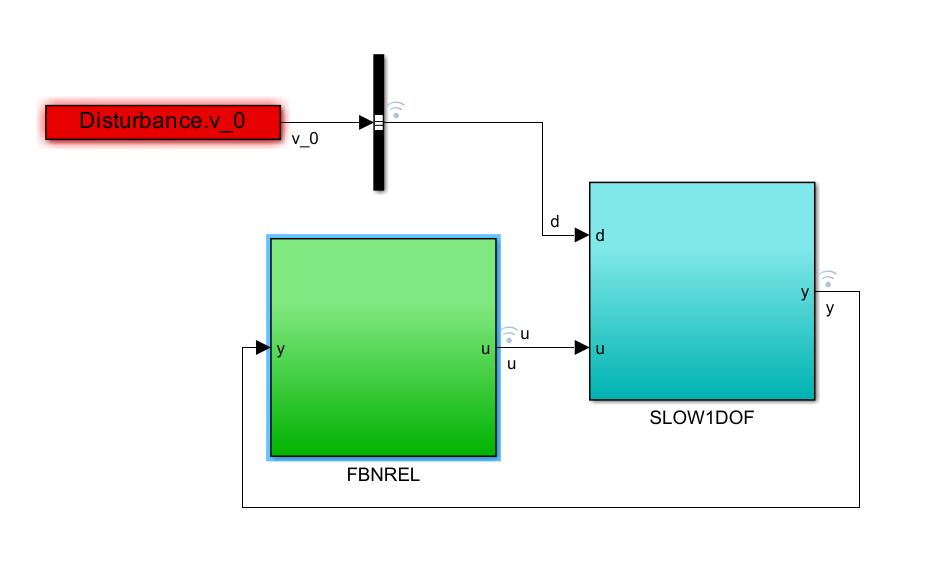 Disturbance.v_0
v_0
d
d
y
y
y
u
u
u
u
SLOW1DOF
FBNREL